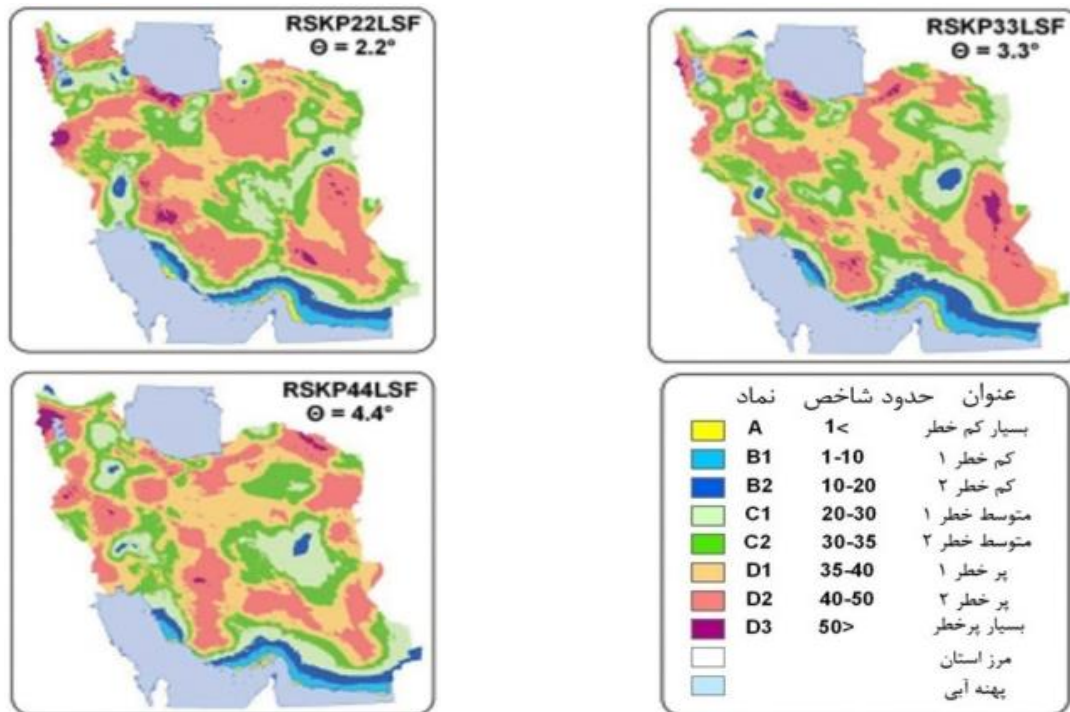 RSKP22LSF
Θ = 2.2°
RSKP33LSF
Θ = 3.3°
RSKP44LSF
Θ = 4.4°
عنوان حدود شاخص نماد
بسیار کم خطر 1< A
کم خطر ۱ 1-10 B1
کم خطر ۲ 10-20 B2
متوسط خطر ۱ 20-30 C1
متوسط خطر ۲ 30-35 C2
پر خطر ۱ 35-40 D1
پر خطر ۲ 40-50 D2
بسیار پرخطر 50> D3
مرز استان
پهنه آبی